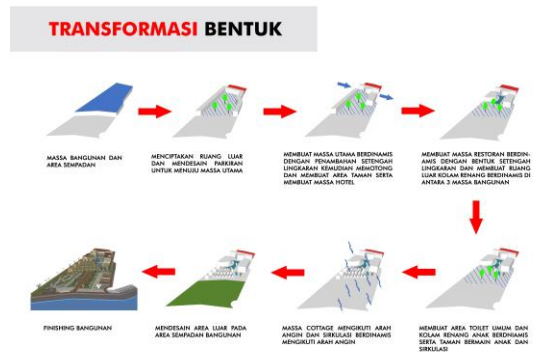 TRANSFORMASI BENTUK
MASSA BANGUNAN DAN
AREA SEMPADAN
MENCIPTAKAN RUANG LUAR
DAN MENDESAIN PARKIRAN
UNTUK MENUJU MASSA UTAMA
MEMBUAT MASSA UTAMA BERDINAMIS
DENGAN PENAMBAHAN SETENGAH
LINGKARAN KEMUDIAN MEMOTONG
DAN MEMBUAT AREA TAMAN SERTA
MEMBUAT MASSA HOTEL
MEMBUAT MASSA RESTORAN BERDIN-
AMIS DENGAN BENTUK SETENGAH
LINGKARAN DAN MEMBUAT RUANG
LUAR KOLAM RENANG BERDINAMIS DI
ANTARA 3 MASSA BANGUNAN
FINISHING BANGUNAN
MENDESAIN AREA LUAR PADA
AREA SEMPADAN BANGUNAN
MASSA COTTAGE MENGIKUTI ARAH
ANGIN DAN SIRKULASI BERDINAMIS
MENGIKUTI ARAH ANGIN
MEMBUAT AREA TOILET UMUM DAN
KOLAM RENANG ANAK BERDNIAMIS
SERTA TAMAN BERMAIN ANAK DAN
SIRKULASI